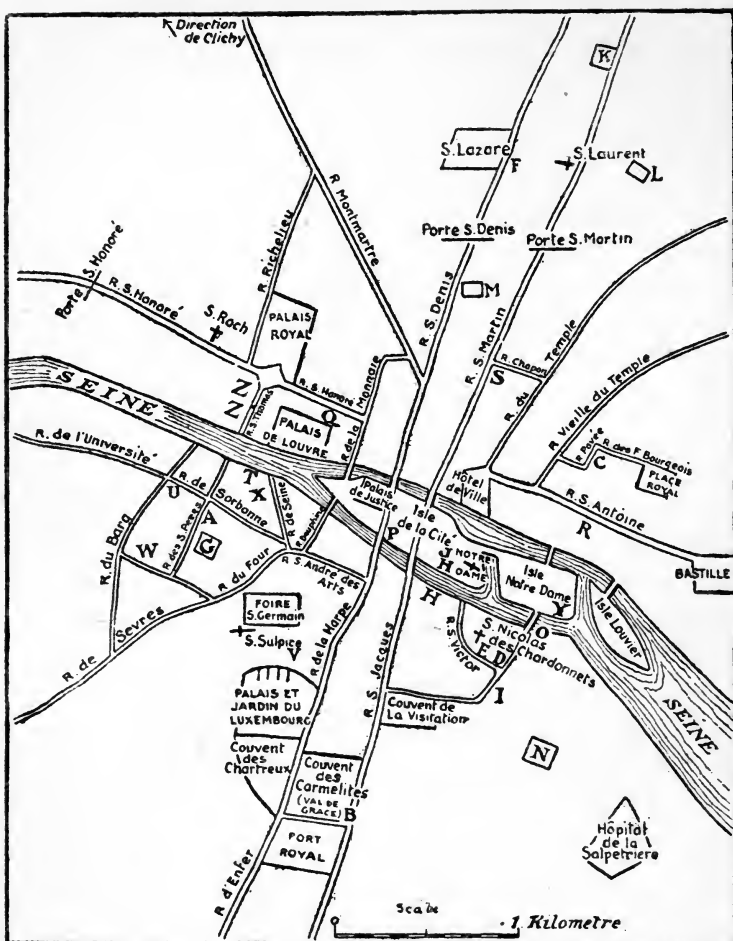 Direction
de Clichy
K
S. Lazare
F
S. Laurent
L
R. Montmartre
Porte S. Denis
Porte S. Martin
M
Porte S. Honoré
R. S. Honoré
S. Roch
R. Richelieu
PALAIS
ROYAL
R. S. Denis
R. S. Martin
R. Chapon
S
R. du Temple
R. Vieille du Temple
SEINE
Z
Z
R. S. Thomas
R. S. Honoré
Q
PALAIS
DE LOUVRE
R. de la Monnaie
R. Pavée
R. des F. Bourgeois
C
PLACE
ROYAL
R. de l'Université
Hôtel
de Ville
R. S. Antoine
R
BASTILLE
U
R. de Sorbonne
T
X
R. de Seine
Palais
de Justice
Isle
de la Cité
A
G
R. des S. Peres
R. du Barq
W
R. du Four
R. Dauphine
P
J
H
NOTRE
DAME
Isle
Notre Dame
Isle Louvier
R. S. Andre des
Arts
H
Y
O
R. de Sevres
FOIRE
S. Germain
S. Sulpice
V
R. de la Harpe
R. S. Jacques
R. S. Victor
S. Nicolas
des Chardonnets
E
D
I
SEINE
PALAIS ET
JARDIN DU
LUXEMBOURG
Couvent de
La Visitation
Couvent
des
Chartreux
Couvent
des
Carmelites
(VAL DE
GRACE)
B
N
PORT
ROYAL
R. d'Enfer
Hôpital
de la
Salpetriere
Scale
1 Kilometre